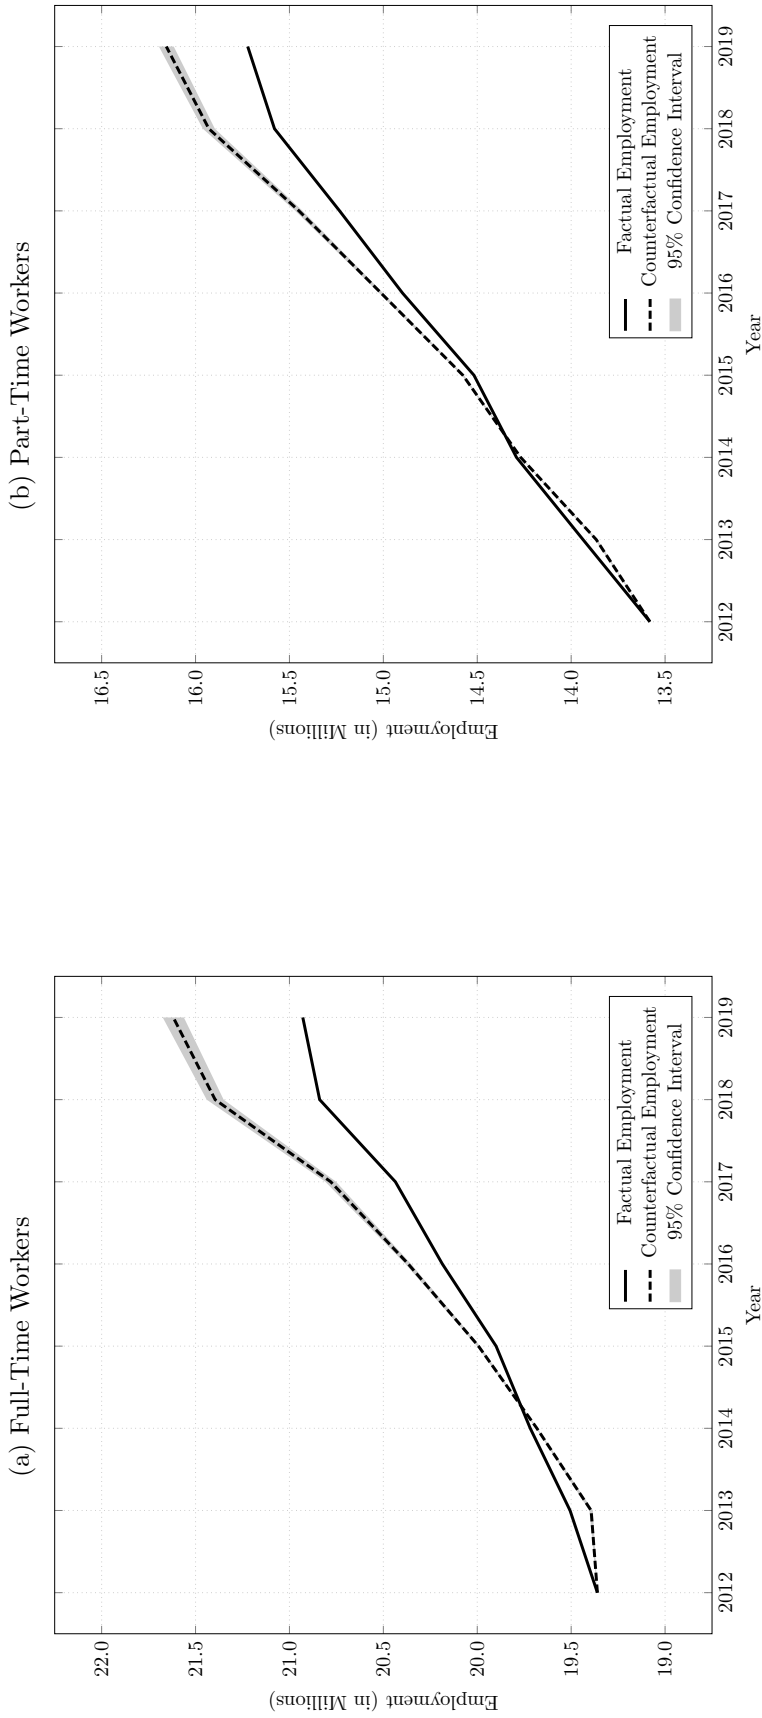 (a) Full-Time Workers
22.0
21.5
21.0
20.5
20.0
19.5
19.0
Employment (in Millions)
2012 2013 2014 2015 2016 2017 2018 2019
Year
Factual Employment
Counterfactual Employment
95% Confidence Interval
(b) Part-Time Workers
16.5
16.0
15.5
15.0
14.5
14.0
13.5
Employment (in Millions)
2012 2013 2014 2015 2016 2017 2018 2019
Year
Factual Employment
Counterfactual Employment
95% Confidence Interval